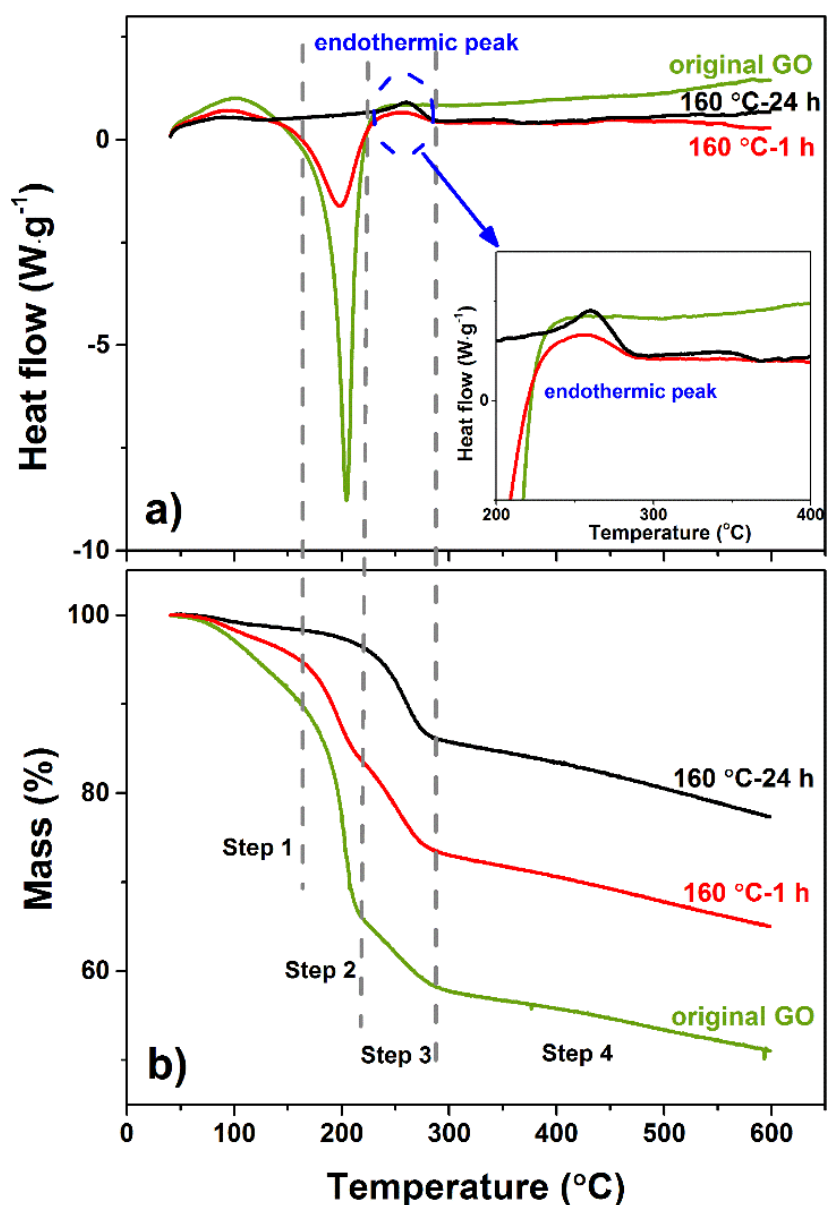 endothermic peak
original GO
160 °C-24 h
160 °C-1 h
0
-5
-10
Heat flow (W·g⁻¹)
a)
Heat flow (W·g⁻¹)
0
endothermic peak
200
300
400
Temperature (°C)
100
80
60
Mass (%)
160 °C-24 h
Step 1
160 °C-1 h
Step 2
original GO
Step 3
Step 4
b)
0
100
200
300
400
500
600
Temperature (°C)